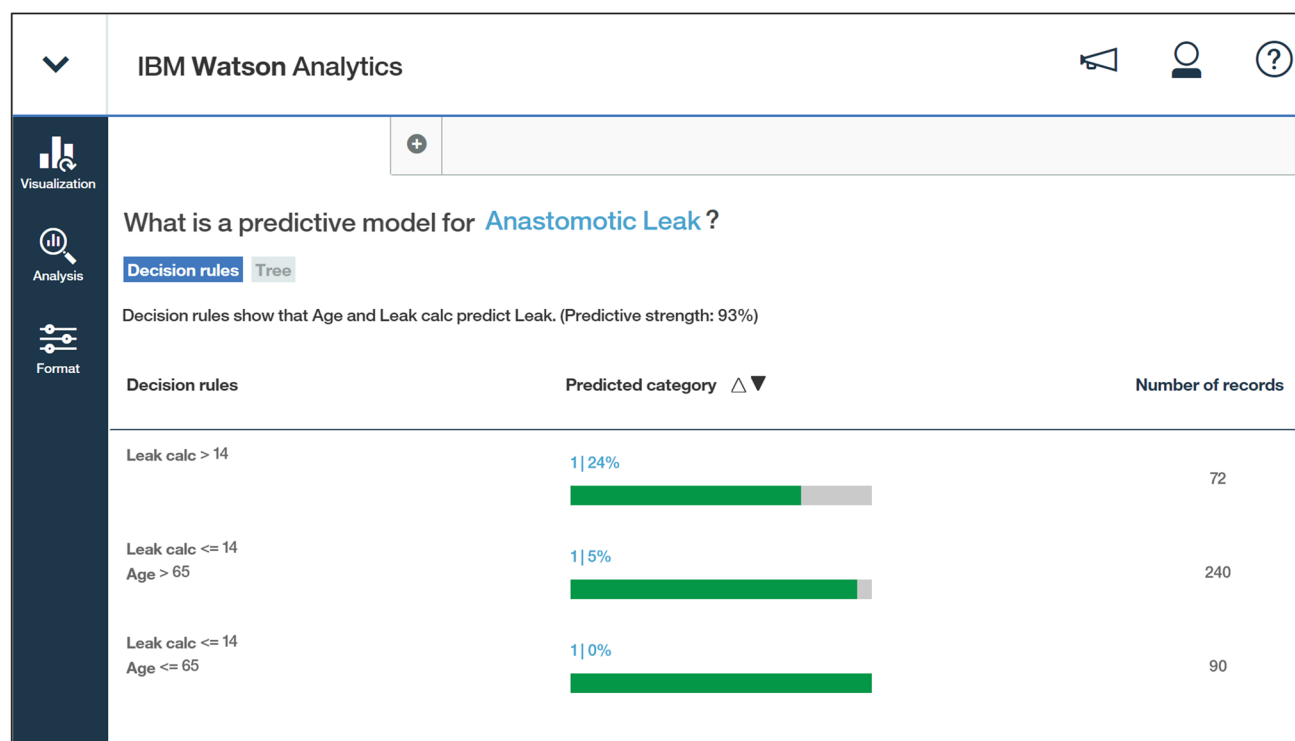 IBM Watson Analytics
?
Visualization
Analysis
Format
What is a predictive model for Anastomotic Leak ?
Decision rules Tree
Decision rules show that Age and Leak calc predict Leak. (Predictive strength: 93%)
Decision rules Predicted category Number of records
Leak calc > 14
1 | 24%
72
Leak calc <= 14
Age > 65
1 | 5%
240
Leak calc <= 14
Age <= 65
1 | 0%
90